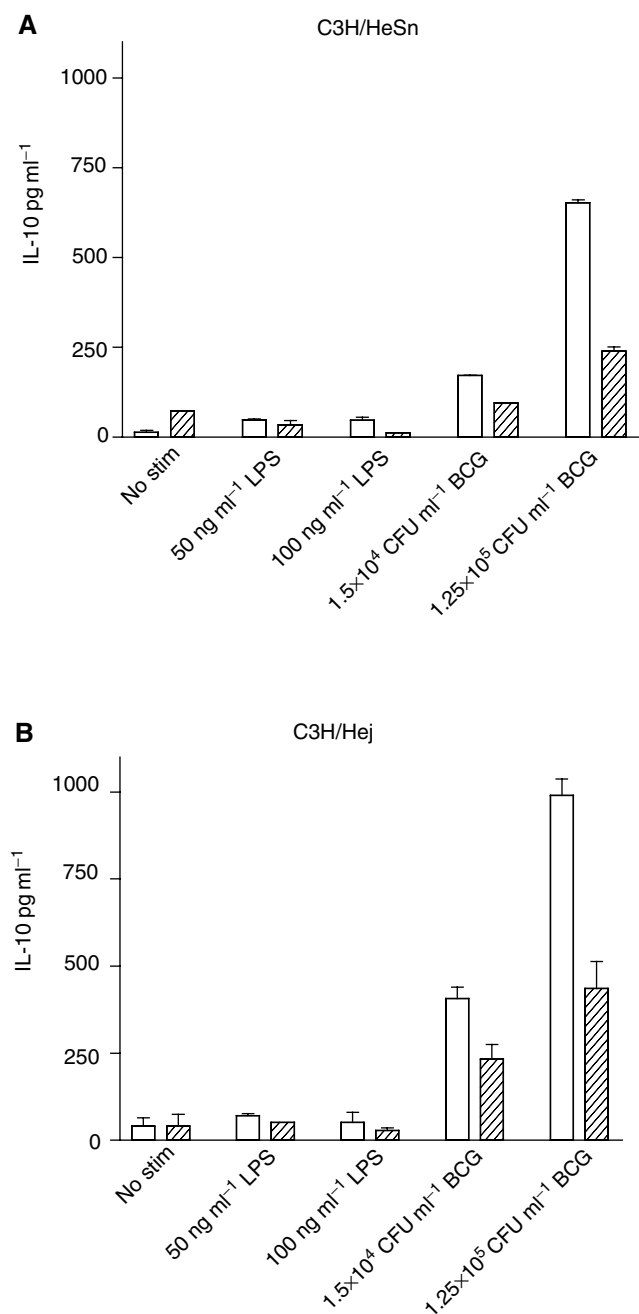 A
C3H/HeSn
1000
750
500
250
0
IL-10 pg ml⁻¹
No stim
50 ng ml⁻¹ LPS
100 ng ml⁻¹ LPS
1.5×10⁴ CFU ml⁻¹ BCG
1.25×10⁵ CFU ml⁻¹ BCG
B
C3H/Hej
1000
750
500
250
0
IL-10 pg ml⁻¹
No stim
50 ng ml⁻¹ LPS
100 ng ml⁻¹ LPS
1.5×10⁴ CFU ml⁻¹ BCG
1.25×10⁵ CFU ml⁻¹ BCG